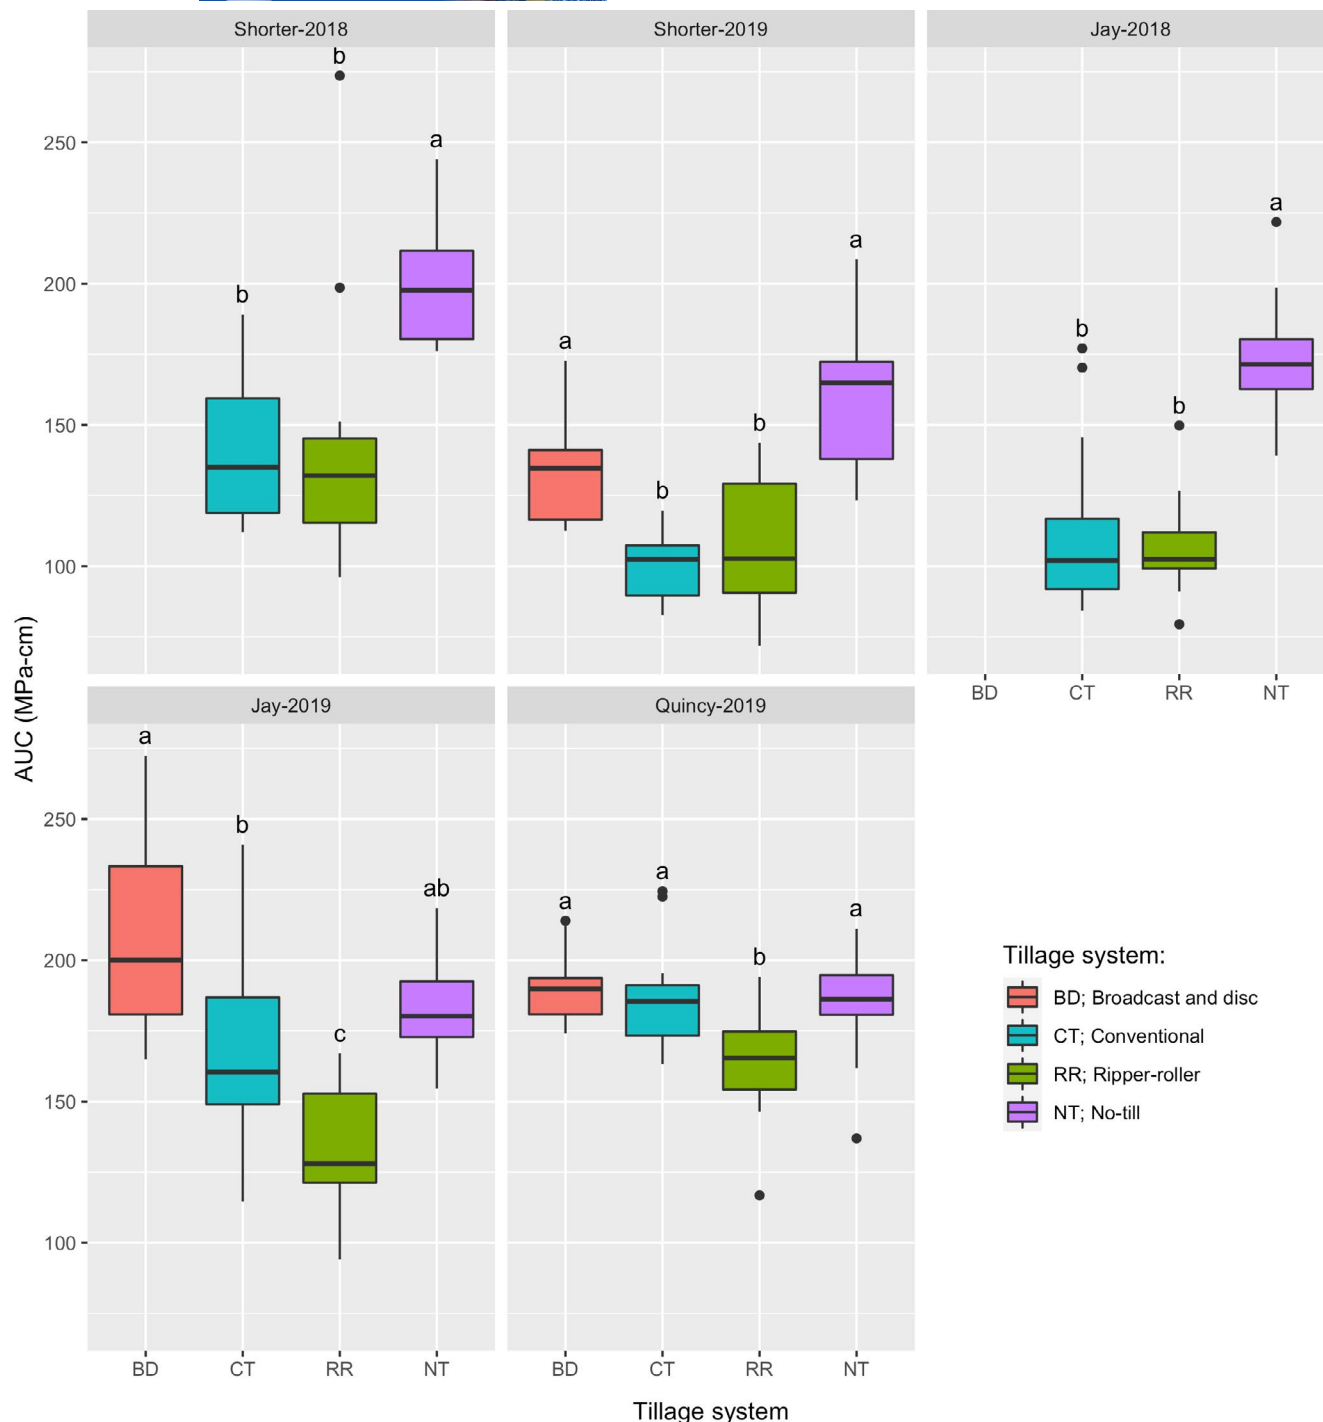 Shorter-2018
Shorter-2019
Jay-2018
b
a
b
250
200
150
100
a
b
b
a
a
b
b
BD CT RR NT
AUC (MPa-cm)
Jay-2019
Quincy-2019
a
b
c
ab
250
200
150
100
a
a
b
a
BD CT RR NT
BD CT RR NT
Tillage system
Tillage system:
BD; Broadcast and disc
CT; Conventional
RR; Ripper-roller
NT; No-till